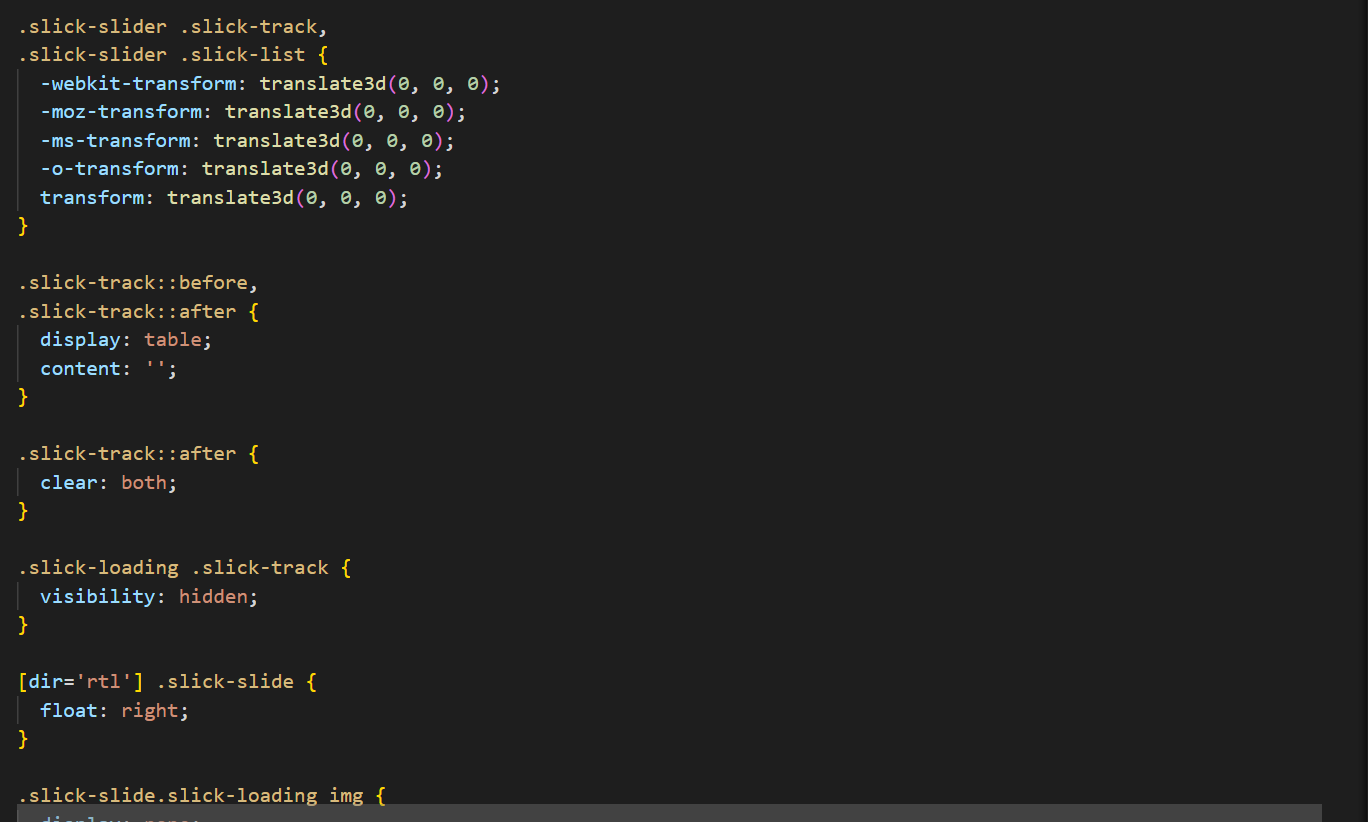 .slick-slider .slick-track,
.slick-slider .slick-list {
  -webkit-transform: translate3d(0, 0, 0);
  -moz-transform: translate3d(0, 0, 0);
  -ms-transform: translate3d(0, 0, 0);
  -o-transform: translate3d(0, 0, 0);
  transform: translate3d(0, 0, 0);
}

.slick-track::before,
.slick-track::after {
  display: table;
  content: '';
}

.slick-track::after {
  clear: both;
}

.slick-loading .slick-track {
  visibility: hidden;
}

[dir='rtl'] .slick-slide {
  float: right;
}

.slick-slide.slick-loading img {